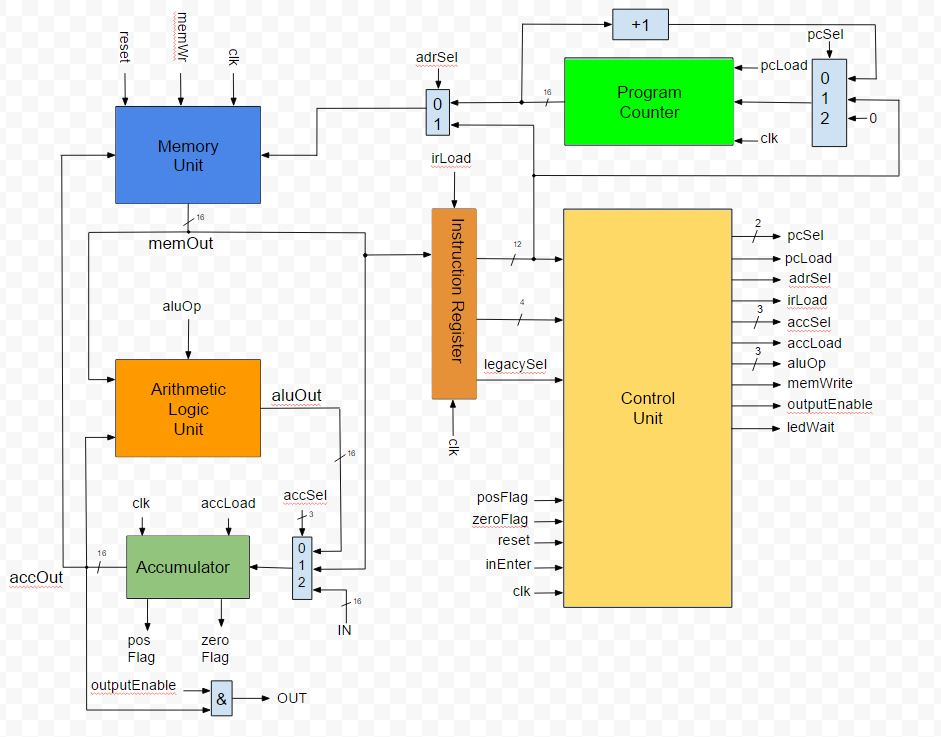 reset
memWr
clk
Memory
Unit
16
memOut
adrSel
0
1
16
+1
pcSel
0
1
2
0
pcLoad
Program
Counter
clk
irLoad
Instruction Register
clk
12
4
legacySel
Control
Unit
posFlag
zeroFlag
reset
inEnter
clk
2
pcSel
pcLoad
adrSel
irLoad
3
accSel
accLoad
3
aluOp
memWrite
outputEnable
ledWait
aluOp
Arithmetic
Logic
Unit
aluOut
16
accSel
3
0
1
2
16
IN
clk
accLoad
Accumulator
16
accOut
pos
Flag
zero
Flag
outputEnable
&
OUT